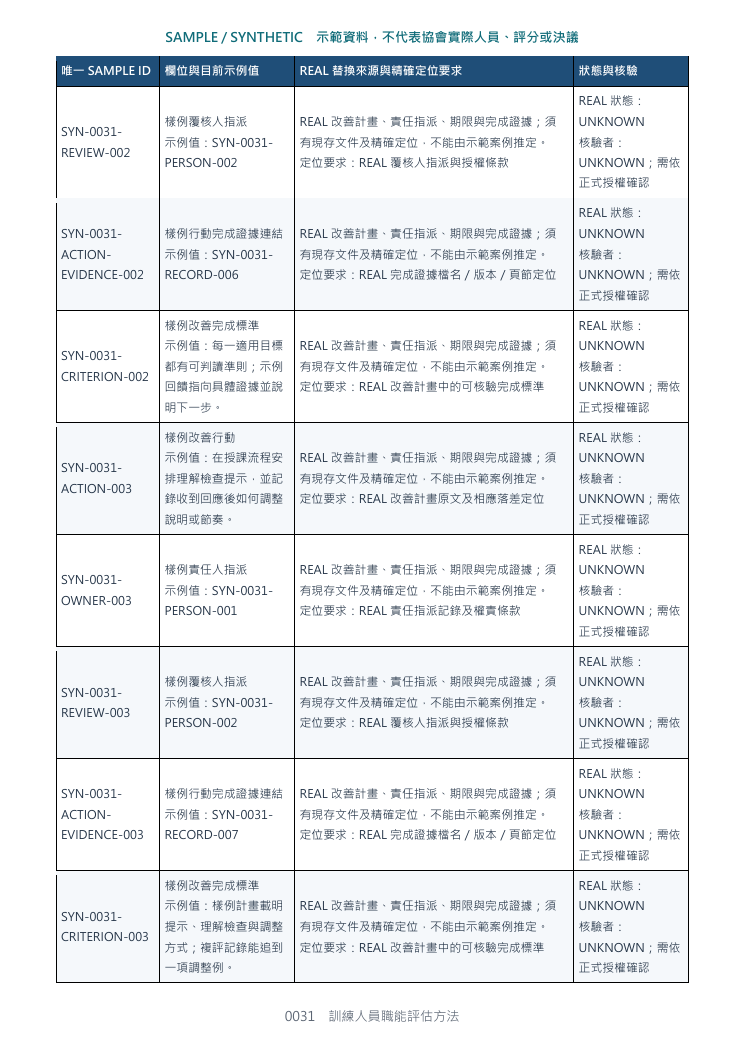 SAMPLE / SYNTHETIC　示範資料，不代表協會實際人員、評分或決議
唯一 SAMPLE ID
欄位與目前示例值
REAL 替換來源與精確定位要求
狀態與核驗
SYN-0031-
REVIEW-002
樣例覆核人指派
示例值：SYN-0031-
PERSON-002
REAL 改善計畫、責任指派、期限與完成證據；須
有現存文件及精確定位，不能由示範案例推定。
定位要求：REAL 覆核人指派與授權條款
REAL 狀態：
UNKNOWN
核驗者：
UNKNOWN；需依
正式授權確認
SYN-0031-
ACTION-
EVIDENCE-002
樣例行動完成證據連結
示例值：SYN-0031-
RECORD-006
REAL 改善計畫、責任指派、期限與完成證據；須
有現存文件及精確定位，不能由示範案例推定。
定位要求：REAL 完成證據檔名 / 版本 / 頁節定位
REAL 狀態：
UNKNOWN
核驗者：
UNKNOWN；需依
正式授權確認
SYN-0031-
CRITERION-002
樣例改善完成標準
示例值：每一適用目標
都有可判讀準則；示例
回饋指向具體證據並說
明下一步。
REAL 改善計畫、責任指派、期限與完成證據；須
有現存文件及精確定位，不能由示範案例推定。
定位要求：REAL 改善計畫中的可核驗完成標準
REAL 狀態：
UNKNOWN
核驗者：
UNKNOWN；需依
正式授權確認
SYN-0031-
ACTION-003
樣例改善行動
示例值：在授課流程安
排理解檢查提示，並記
錄收到回應後如何調整
說明或節奏。
REAL 改善計畫、責任指派、期限與完成證據；須
有現存文件及精確定位，不能由示範案例推定。
定位要求：REAL 改善計畫原文及相應落差定位
REAL 狀態：
UNKNOWN
核驗者：
UNKNOWN；需依
正式授權確認
SYN-0031-
OWNER-003
樣例責任人指派
示例值：SYN-0031-
PERSON-001
REAL 改善計畫、責任指派、期限與完成證據；須
有現存文件及精確定位，不能由示範案例推定。
定位要求：REAL 責任指派記錄及權責條款
REAL 狀態：
UNKNOWN
核驗者：
UNKNOWN；需依
正式授權確認
SYN-0031-
REVIEW-003
樣例覆核人指派
示例值：SYN-0031-
PERSON-002
REAL 改善計畫、責任指派、期限與完成證據；須
有現存文件及精確定位，不能由示範案例推定。
定位要求：REAL 覆核人指派與授權條款
REAL 狀態：
UNKNOWN
核驗者：
UNKNOWN；需依
正式授權確認
SYN-0031-
ACTION-
EVIDENCE-003
樣例行動完成證據連結
示例值：SYN-0031-
RECORD-007
REAL 改善計畫、責任指派、期限與完成證據；須
有現存文件及精確定位，不能由示範案例推定。
定位要求：REAL 完成證據檔名 / 版本 / 頁節定位
REAL 狀態：
UNKNOWN
核驗者：
UNKNOWN；需依
正式授權確認
SYN-0031-
CRITERION-003
樣例改善完成標準
示例值：樣例計畫載明
提示、理解檢查與調整
方式；複評記錄能追到
一項調整例。
REAL 改善計畫、責任指派、期限與完成證據；須
有現存文件及精確定位，不能由示範案例推定。
定位要求：REAL 改善計畫中的可核驗完成標準
REAL 狀態：
UNKNOWN
核驗者：
UNKNOWN；需依
正式授權確認
0031　訓練人員職能評估方法